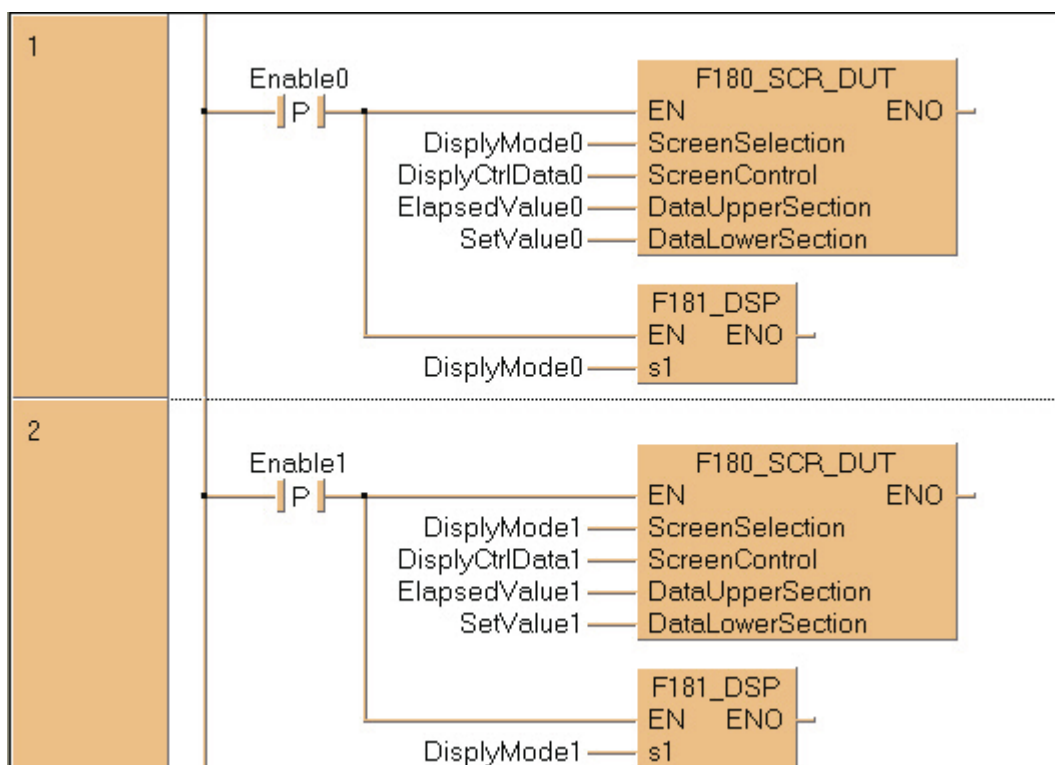 1
Enable0
P
F180_SCR_DUT
EN ENO
DisplyMode0 ScreenSelection
DisplyCtrlData0 ScreenControl
ElapsedValue0 DataUpperSection
SetValue0 DataLowerSection
F181_DSP
EN ENO
DisplyMode0 s1
2
Enable1
P
F180_SCR_DUT
EN ENO
DisplyMode1 ScreenSelection
DisplyCtrlData1 ScreenControl
ElapsedValue1 DataUpperSection
SetValue1 DataLowerSection
F181_DSP
EN ENO
DisplyMode1 s1